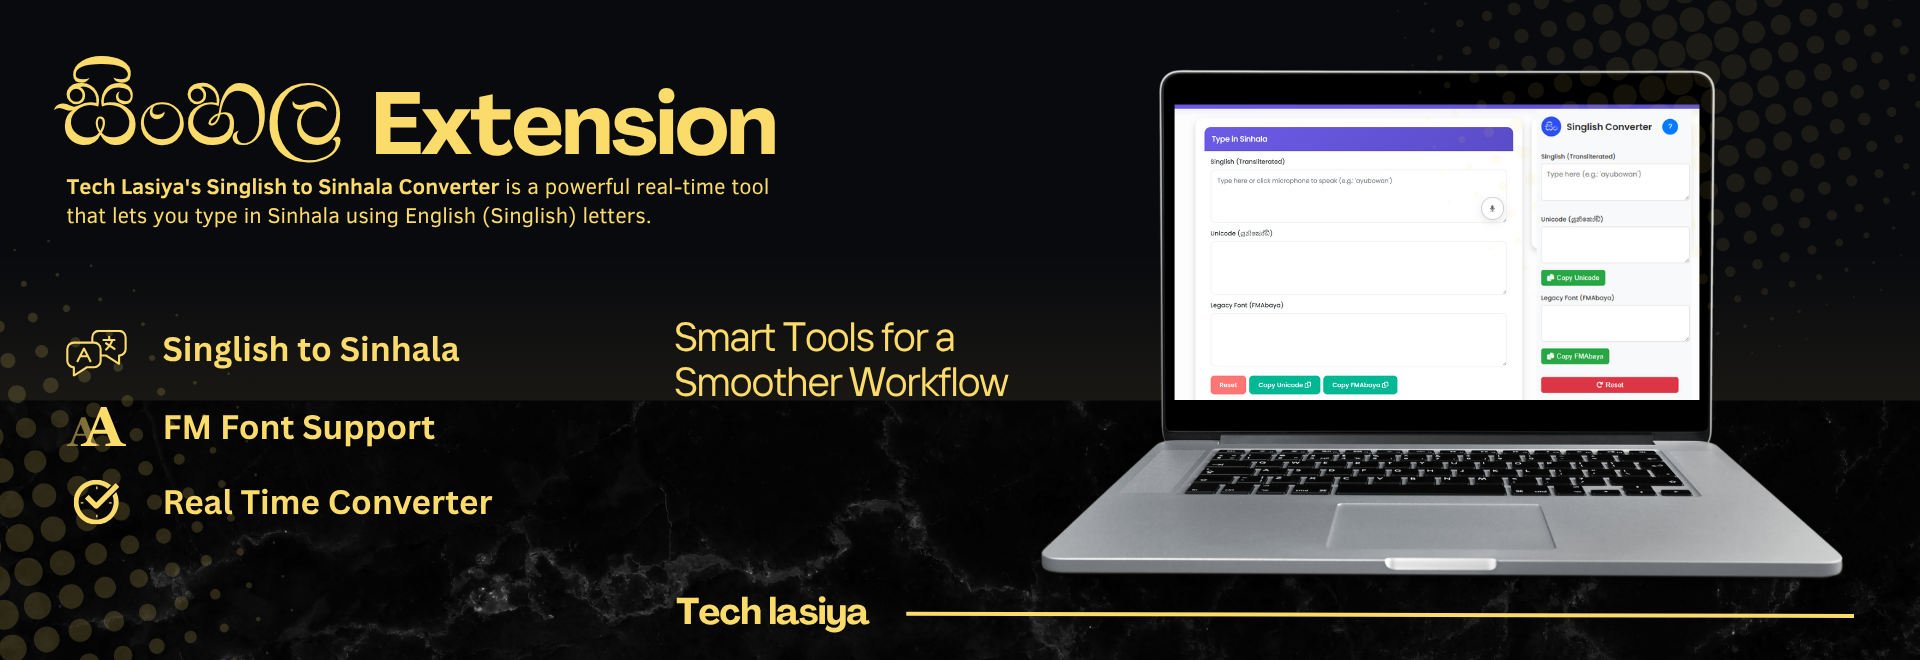 සිංහල Extension
Tech Lasiya's Singlish to Sinhala Converter is a powerful real-time tool
that lets you type in Sinhala using English (Singlish) letters.
Singlish to Sinhala
FM Font Support
Real Time Converter
Smart Tools for a
Smoother Workflow
Type in Sinhala
Singlish (Transliterated)
Type here or click microphone to speak (e.g.: 'ayubowan')
Unicode (යුනිකෝඩ්)
Legacy Font (FMAbaya)
Reset
Copy Unicode
Copy FMAbaya
සිං
Singlish Converter
?
Singlish (Transliterated)
Type here (e.g.: 'ayubowan')
Unicode (යුනිකෝඩ්)
Copy Unicode
Legacy Font (FMAbaya)
Copy FMAbaya
Reset
Tech lasiya